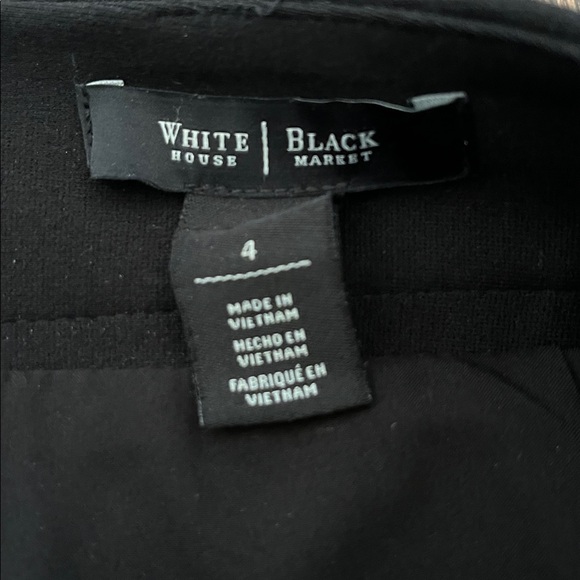 WHITE | BLACK
HOUSE MARKET
4
MADE IN
VIETNAM
HECHO EN
VIETNAM
FABRIQUÉ EN
VIETNAM